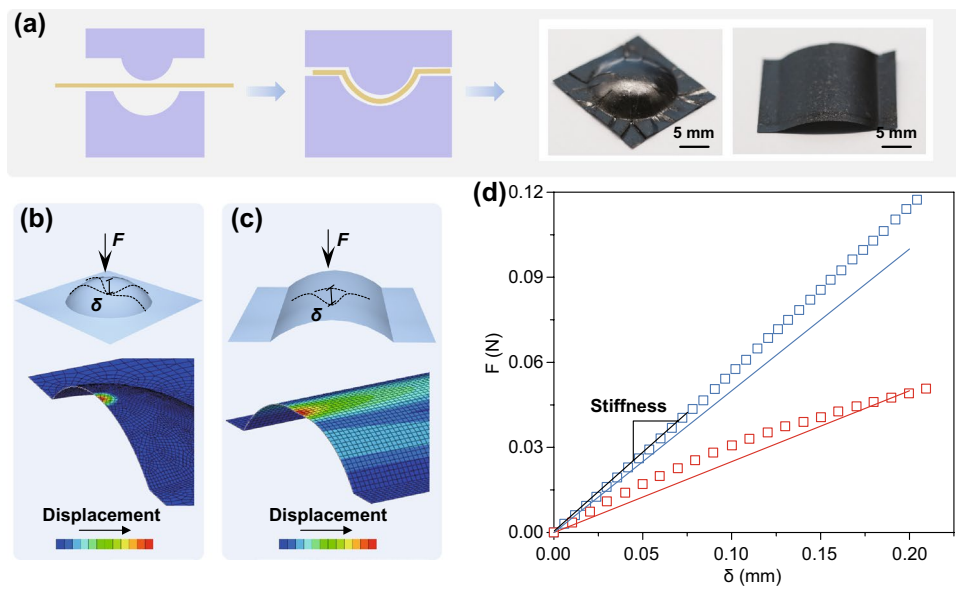 (a)
5 mm
5 mm
(b)
F
δ
Displacement
(c)
F
δ
Displacement
(d)
0.12
0.09
0.06
0.03
0.00
F (N)
Stiffness
0.00
0.05
0.10
0.15
0.20
δ (mm)